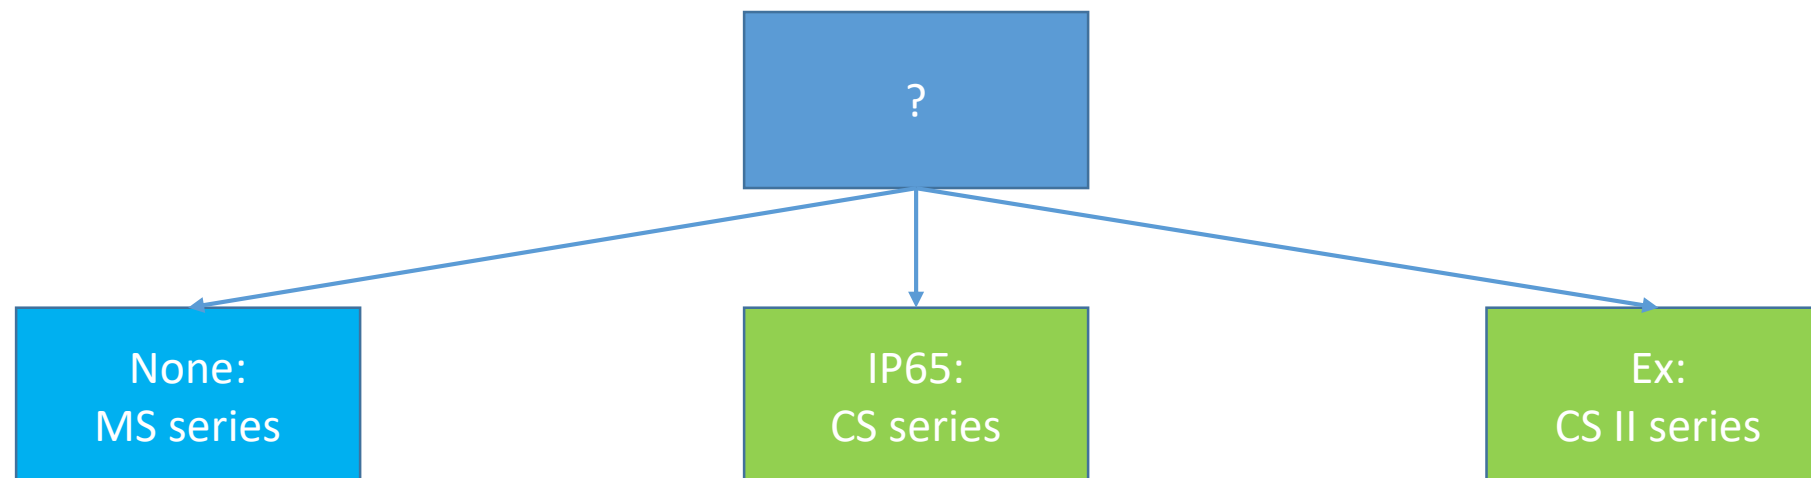 ?
None:
MS series
IP65:
CS series
Ex:
CS II series